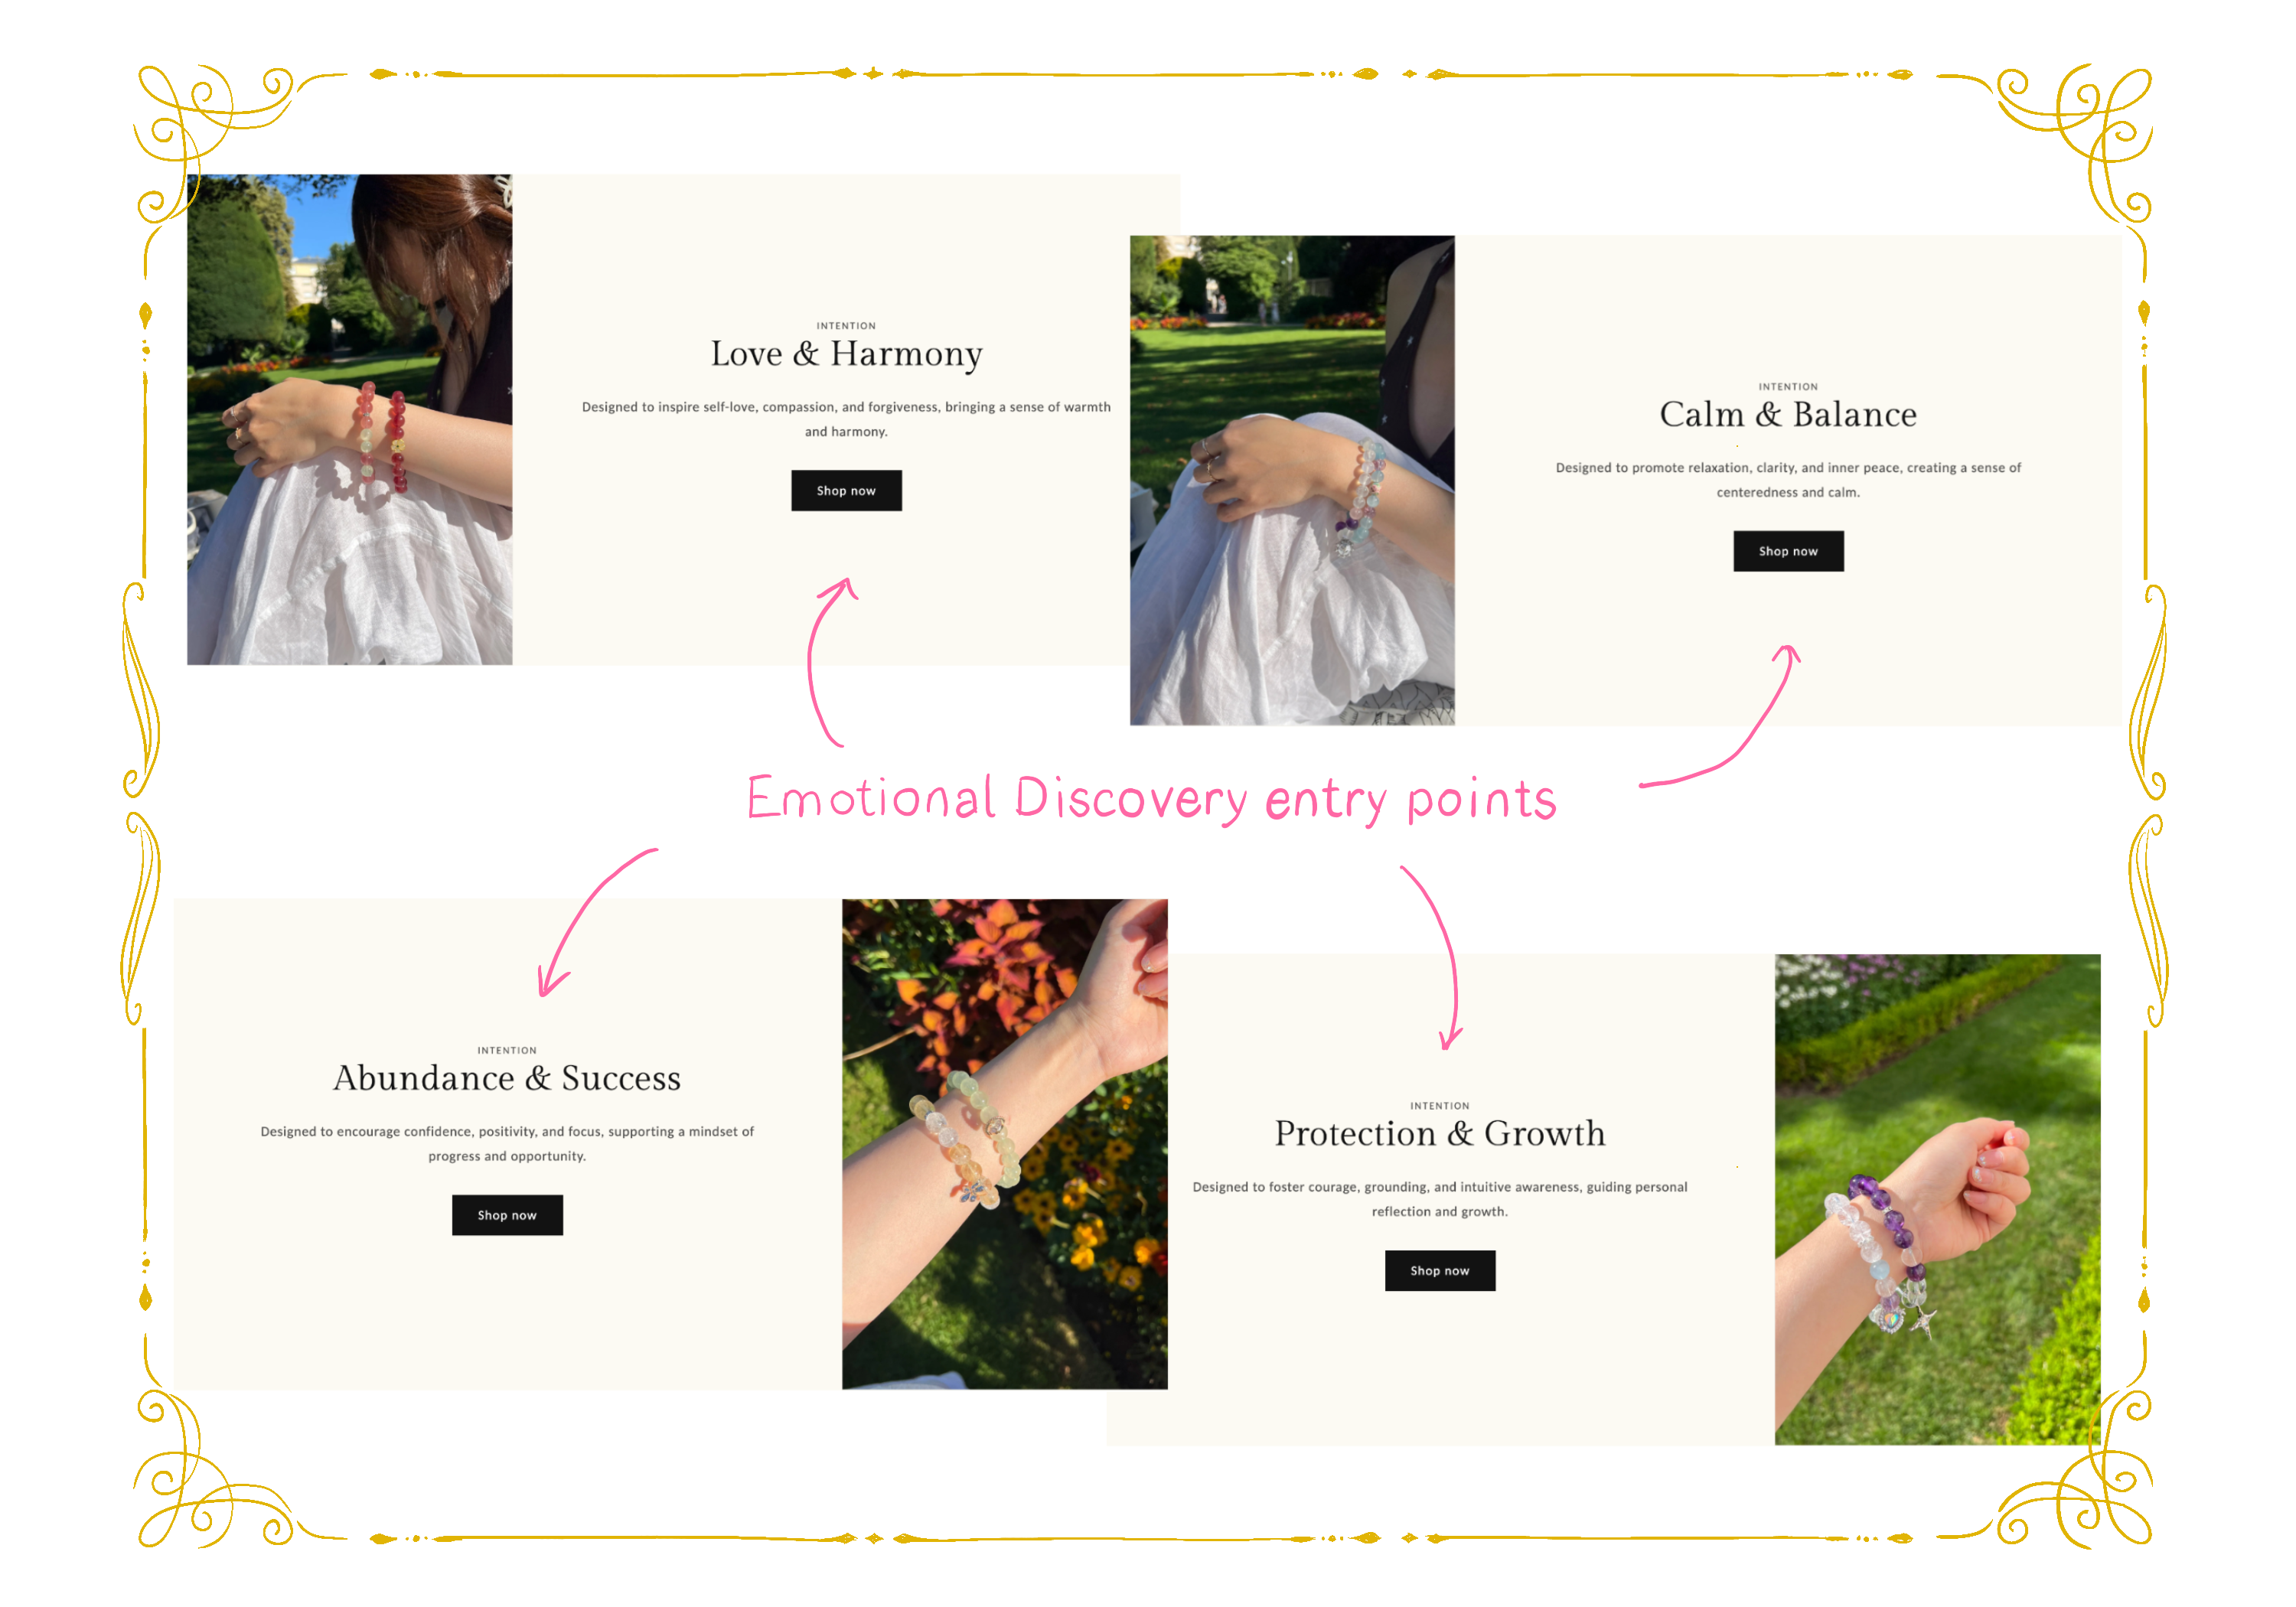 INTENTION
Love & Harmony
Designed to inspire self-love, compassion, and forgiveness, bringing a sense of warmth
and harmony.
Shop now
INTENTION
Calm & Balance
Designed to promote relaxation, clarity, and inner peace, creating a sense of
centeredness and calm.
Shop now
Emotional Discovery entry points
INTENTION
Abundance & Success
Designed to encourage confidence, positivity, and focus, supporting a mindset of
progress and opportunity.
Shop now
INTENTION
Protection & Growth
Designed to foster courage, grounding, and intuitive awareness, guiding personal
reflection and growth.
Shop now